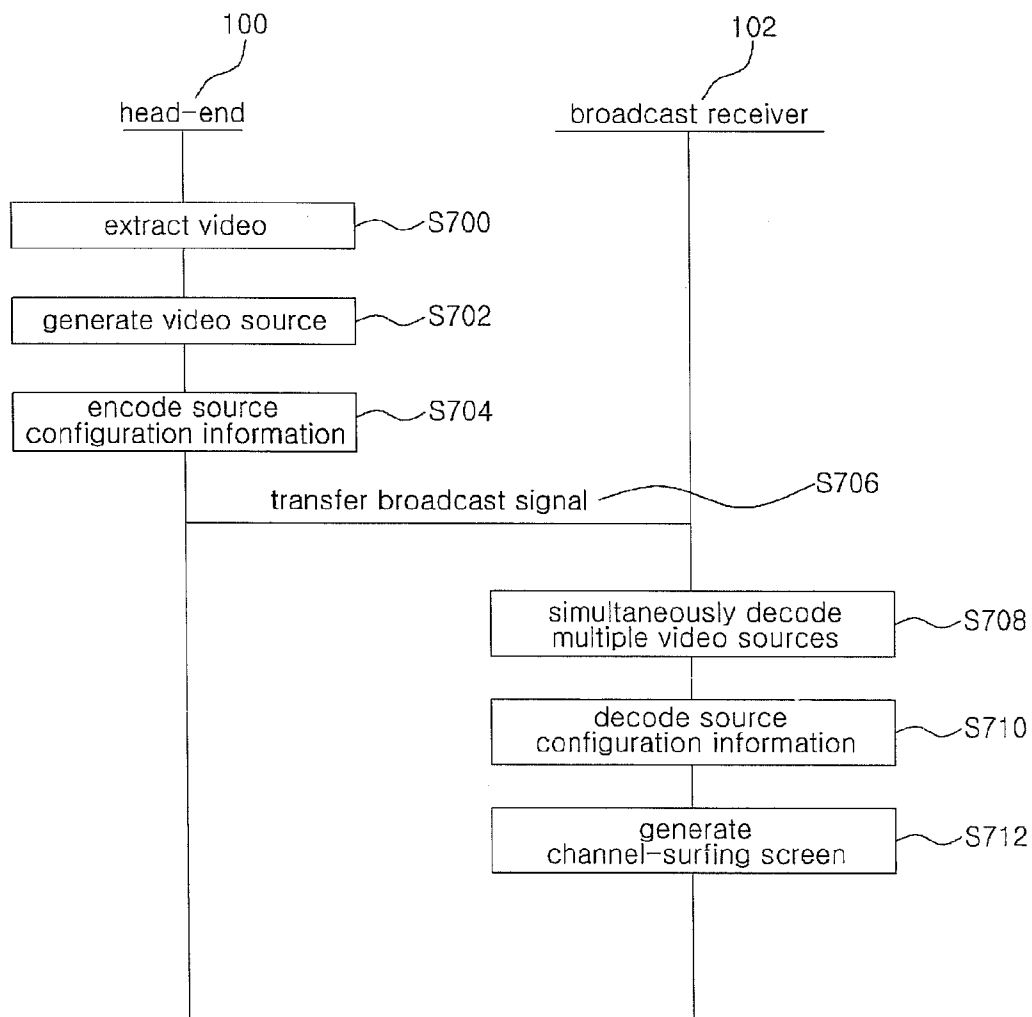 100
102
head-end
broadcast receiver
extract video
S700
generate video source
S702
encode source
configuration information
S704
transfer broadcast signal
S706
simultaneously decode
multiple video sources
S708
decode source
configuration information
S710
generate
channel-surfing screen
S712